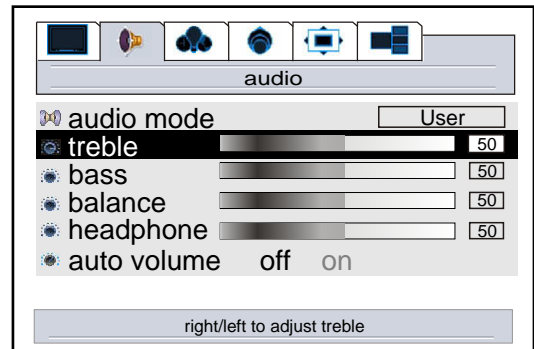 audio
audio mode User
treble 50
bass 50
balance 50
headphone 50
auto volume off on
right/left to adjust treble